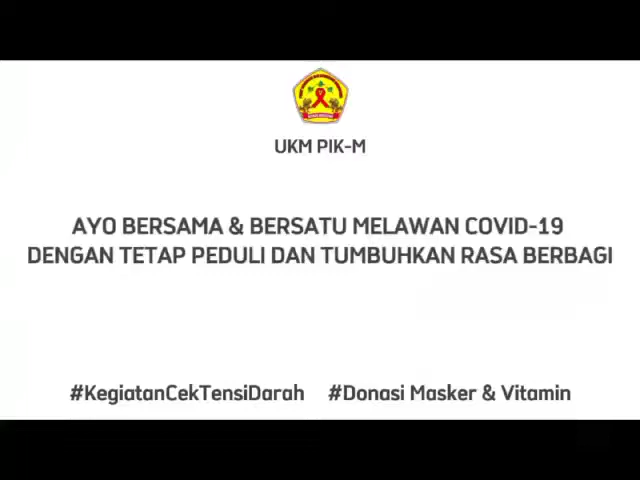 UKM PIK-M
AYO BERSAMA & BERSATU MELAWAN COVID-19
DENGAN TETAP PEDULI DAN TUMBUHKAN RASA BERBAGI
#KegiatanCekTensiDarah #Donasi Masker & Vitamin